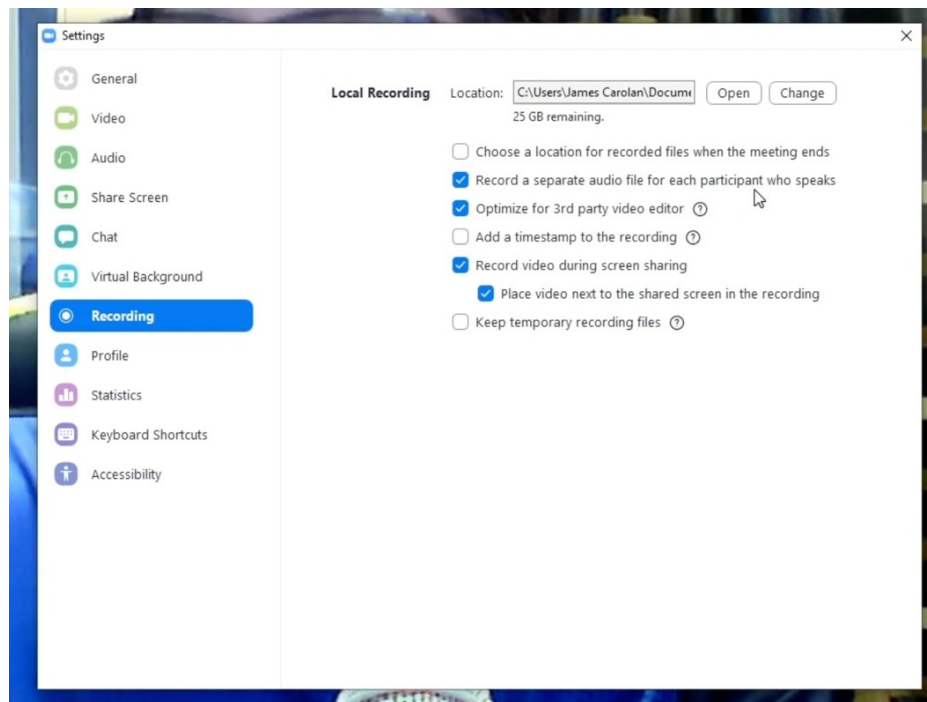 Settings
General
Video
Audio
Share Screen
Chat
Virtual Background
Recording
Profile
Statistics
Keyboard Shortcuts
Accessibility
Local Recording Location: C:\Users\James Carolan\Docume Open Change
25 GB remaining.
Choose a location for recorded files when the meeting ends
Record a separate audio file for each participant who speaks
Optimize for 3rd party video editor ?
Add a timestamp to the recording ?
Record video during screen sharing
Place video next to the shared screen in the recording
Keep temporary recording files ?